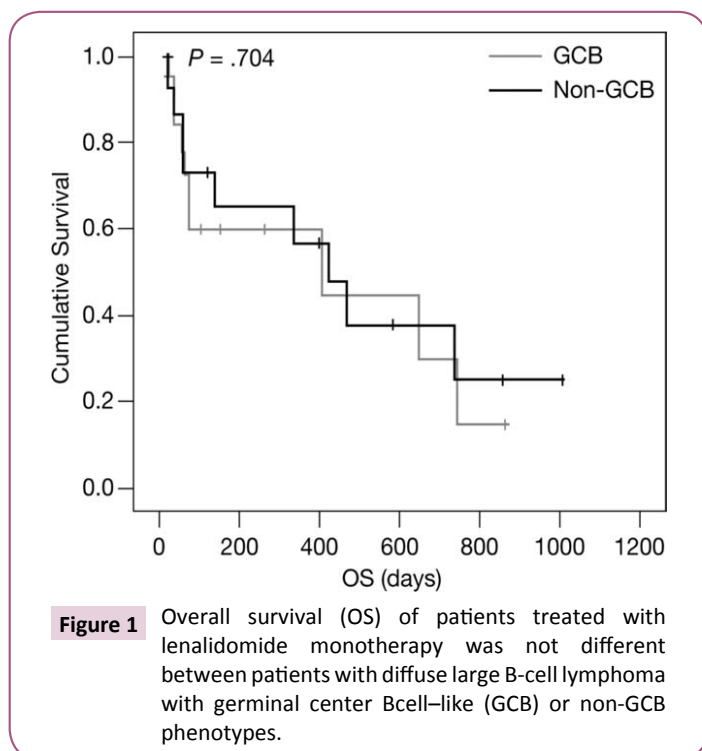 1.0
P = .704
GCB
Non-GCB
0.8
0.6
0.4
0.2
0.0
Cumulative Survival
0 200 400 600 800 1000 1200
OS (days)
Figure 1 Overall survival (OS) of patients treated with
lenalidomide monotherapy was not different
between patients with diffuse large B-cell lymphoma
with germinal center Bcell–like (GCB) or non-GCB
phenotypes.